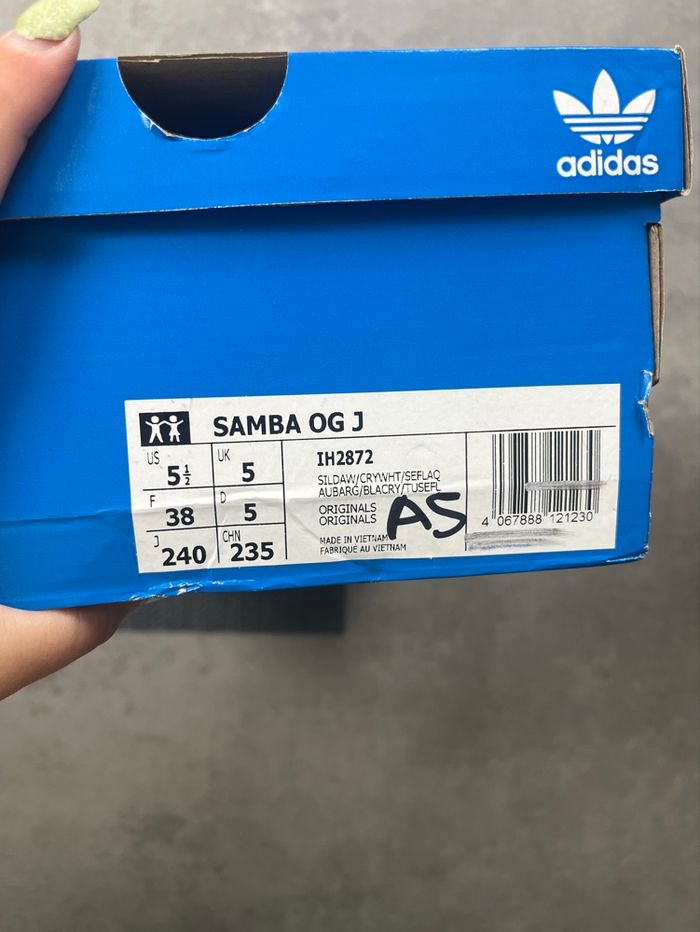 adidas
SAMBA OG J
US 5½ UK 5
F 38 D 5
J 240 CHN 235
IH2872
SILDAW/CRYWHT/SEFLAQ
AUBARG/BLACRY/TUSEFL
ORIGINALS
ORIGINALS
AS
MADE IN VIETNAM
FABRIQUE AU VIETNAM
4 067888 121230